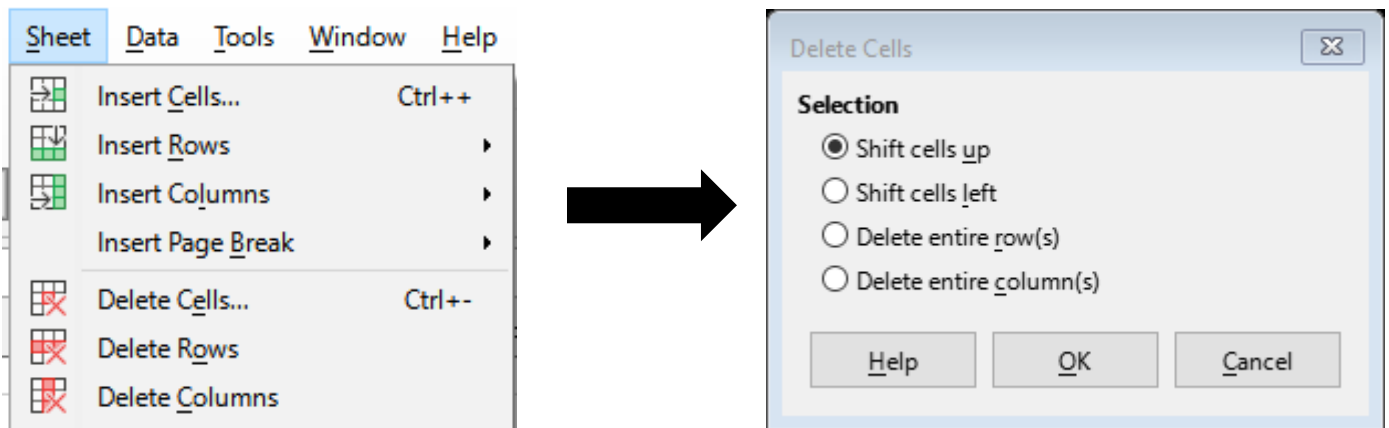 Sheet Data Tools Window Help
Insert Cells... Ctrl++
Insert Rows
Insert Columns
Insert Page Break
Delete Cells... Ctrl+-
Delete Rows
Delete Columns
Delete Cells
Selection
Shift cells up
Shift cells left
Delete entire row(s)
Delete entire column(s)
Help OK Cancel